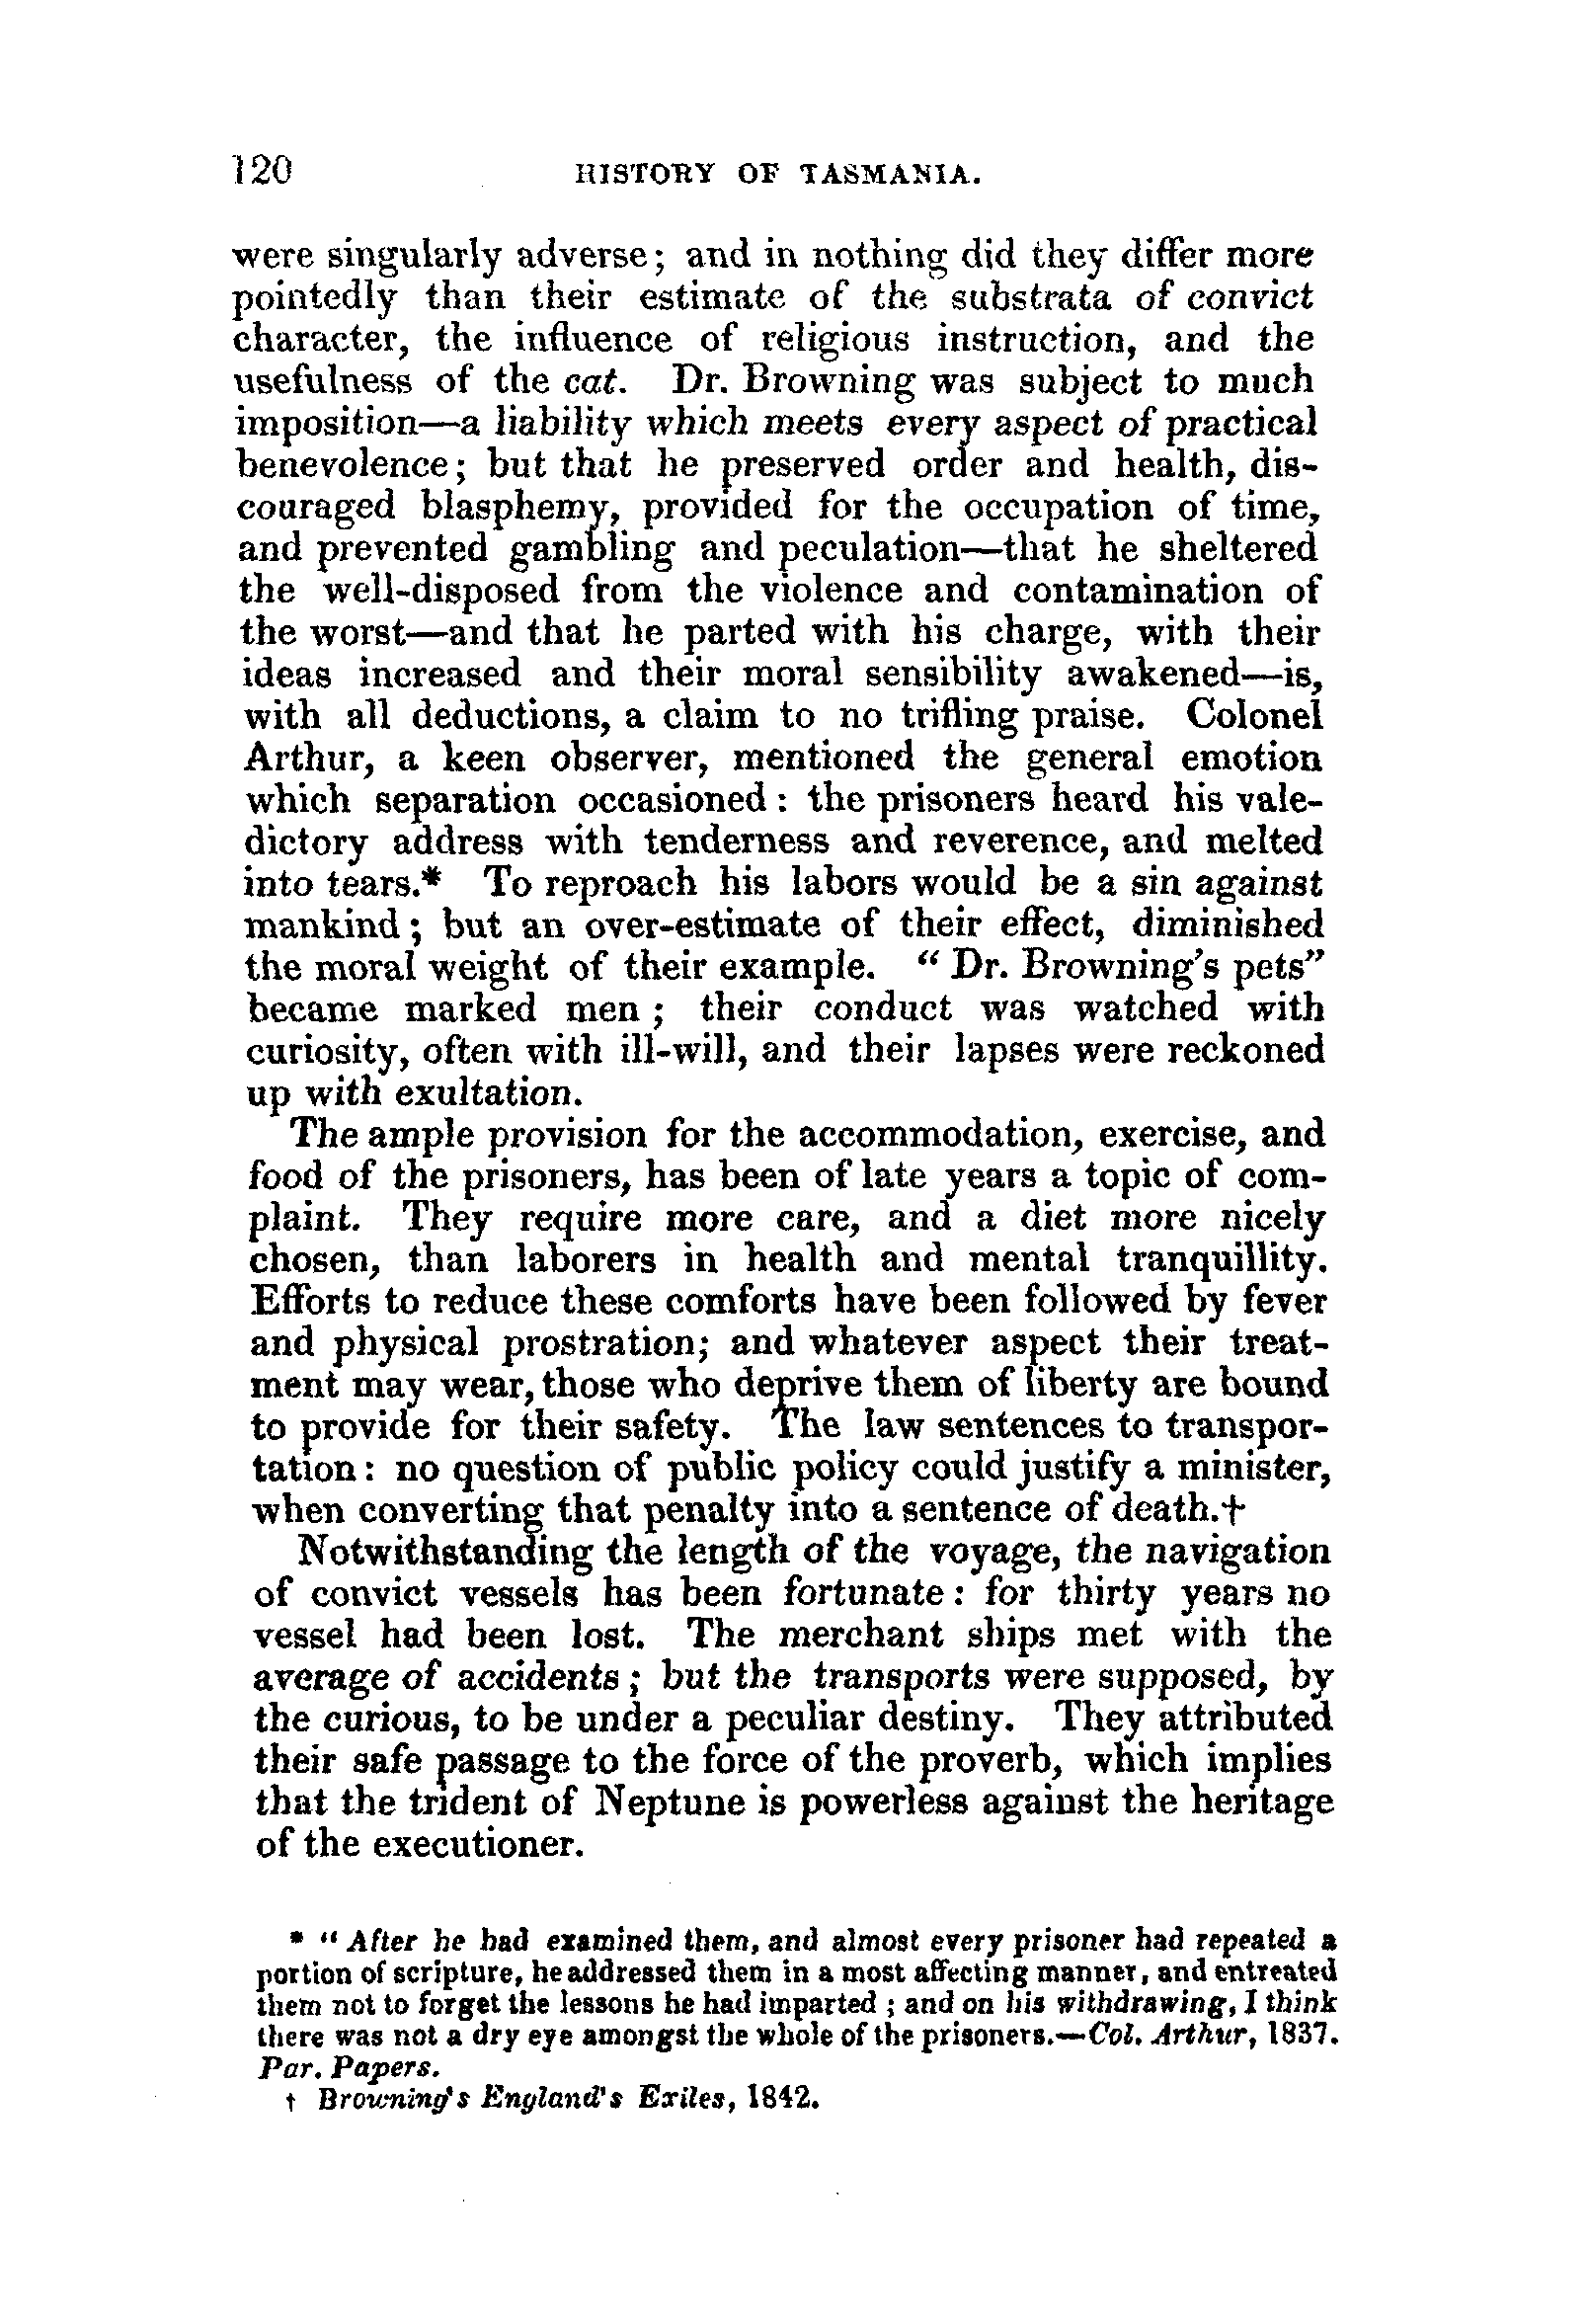 120 HISTORY OF TASMANIA.
were singularly adverse; and in nothing did they differ more
pointedly than their estimate of the substrata of convict
character, the influence of religious instruction, and the
usefulness of the cat. Dr. Browning was subject to much
imposition—a liability which meets every aspect of practical
benevolence; but that he preserved order and health, dis-
couraged blasphemy, provided for the occupation of time,
and prevented gambling and peculation—that he sheltered
the well-disposed from the violence and contamination of
the worst—and that he parted with his charge, with their
ideas increased and their moral sensibility awakened—is,
with all deductions, a claim to no trifling praise. Colonel
Arthur, a keen observer, mentioned the general emotion
which separation occasioned: the prisoners heard his vale-
dictory address with tenderness and reverence, and melted
into tears.* To reproach his labors would be a sin against
mankind; but an over-estimate of their effect, diminished
the moral weight of their example. “Dr. Browning's pets”
became marked men; their conduct was watched with
curiosity, often with ill-will, and their lapses were reckoned
up with exultation.
The ample provision for the accommodation, exercise, and
food of the prisoners, has been of late years a topic of com-
plaint. They require more care, and a diet more nicely
chosen, than laborers in health and mental tranquillity.
Efforts to reduce these comforts have been followed by fever
and physical prostration; and whatever aspect their treat-
ment may wear, those who deprive them of liberty are bound
to provide for their safety. The law sentences to transpor-
tation: no question of public policy could justify a minister,
when converting that penalty into a sentence of death.†
Notwithstanding the length of the voyage, the navigation
of convict vessels has been fortunate: for thirty years no
vessel had been lost. The merchant ships met with the
average of accidents; but the transports were supposed, by
the curious, to be under a peculiar destiny. They attributed
their safe passage to the force of the proverb, which implies
that the trident of Neptune is powerless against the heritage
of the executioner.
* “After he had examined them, and almost every prisoner had repeated a
portion of scripture, he addressed them in a most affecting manner, and entreated
them not to forget the lessons he had imparted; and on his withdrawing, I think
there was not a dry eye amongst the whole of the prisoners.—Col. Arthur, 1837.
Par. Papers.
† Browning's England's Exiles, 1842.